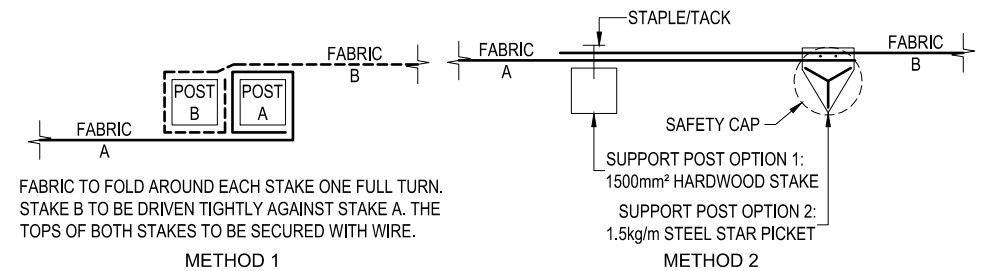 FABRIC
B
POST
B
POST
A
FABRIC
A
FABRIC TO FOLD AROUND EACH STAKE ONE FULL TURN.
STAKE B TO BE DRIVEN TIGHTLY AGAINST STAKE A. THE
TOPS OF BOTH STAKES TO BE SECURED WITH WIRE.
METHOD 1
STAPLE/TACK
FABRIC
A
FABRIC
B
SAFETY CAP
SUPPORT POST OPTION 1:
1500mm² HARDWOOD STAKE
SUPPORT POST OPTION 2:
1.5kg/m STEEL STAR PICKET
METHOD 2